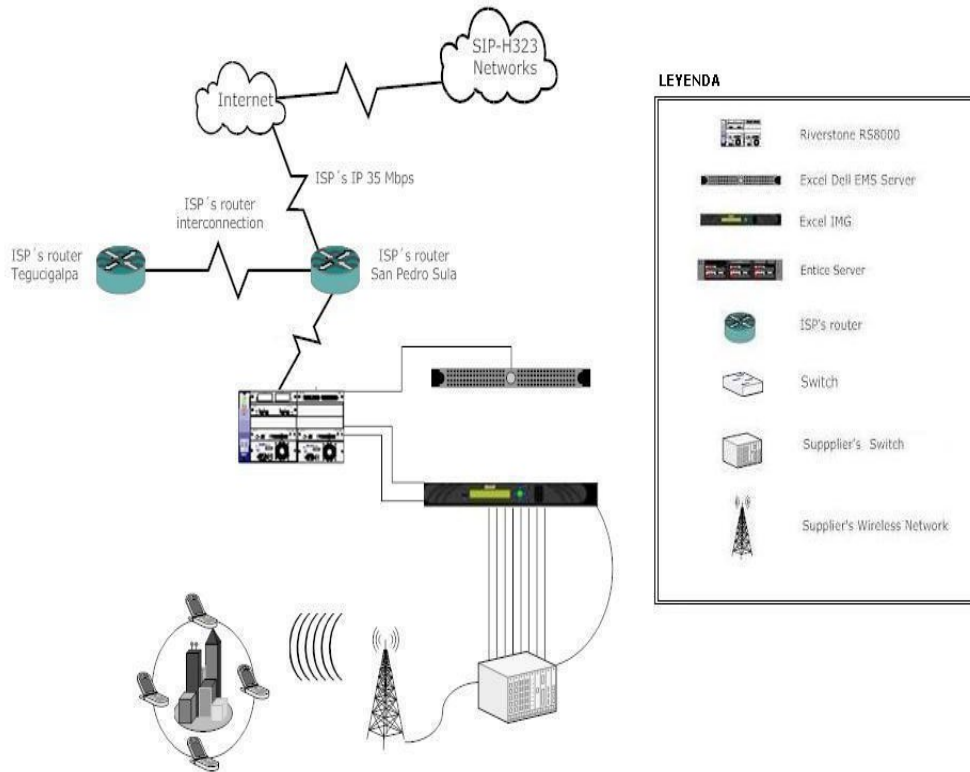 SIP-H323
Networks
Internet
ISP´s IP 35 Mbps
ISP´s router
interconnection
ISP´s router
Tegucigalpa
ISP´s router
San Pedro Sula
LEYENDA
Riverstone RS8000
Excel Dell EMS Server
Excel IMG
Entice Server
ISP's router
Switch
Suppplier's Switch
Supplier's Wireless Network